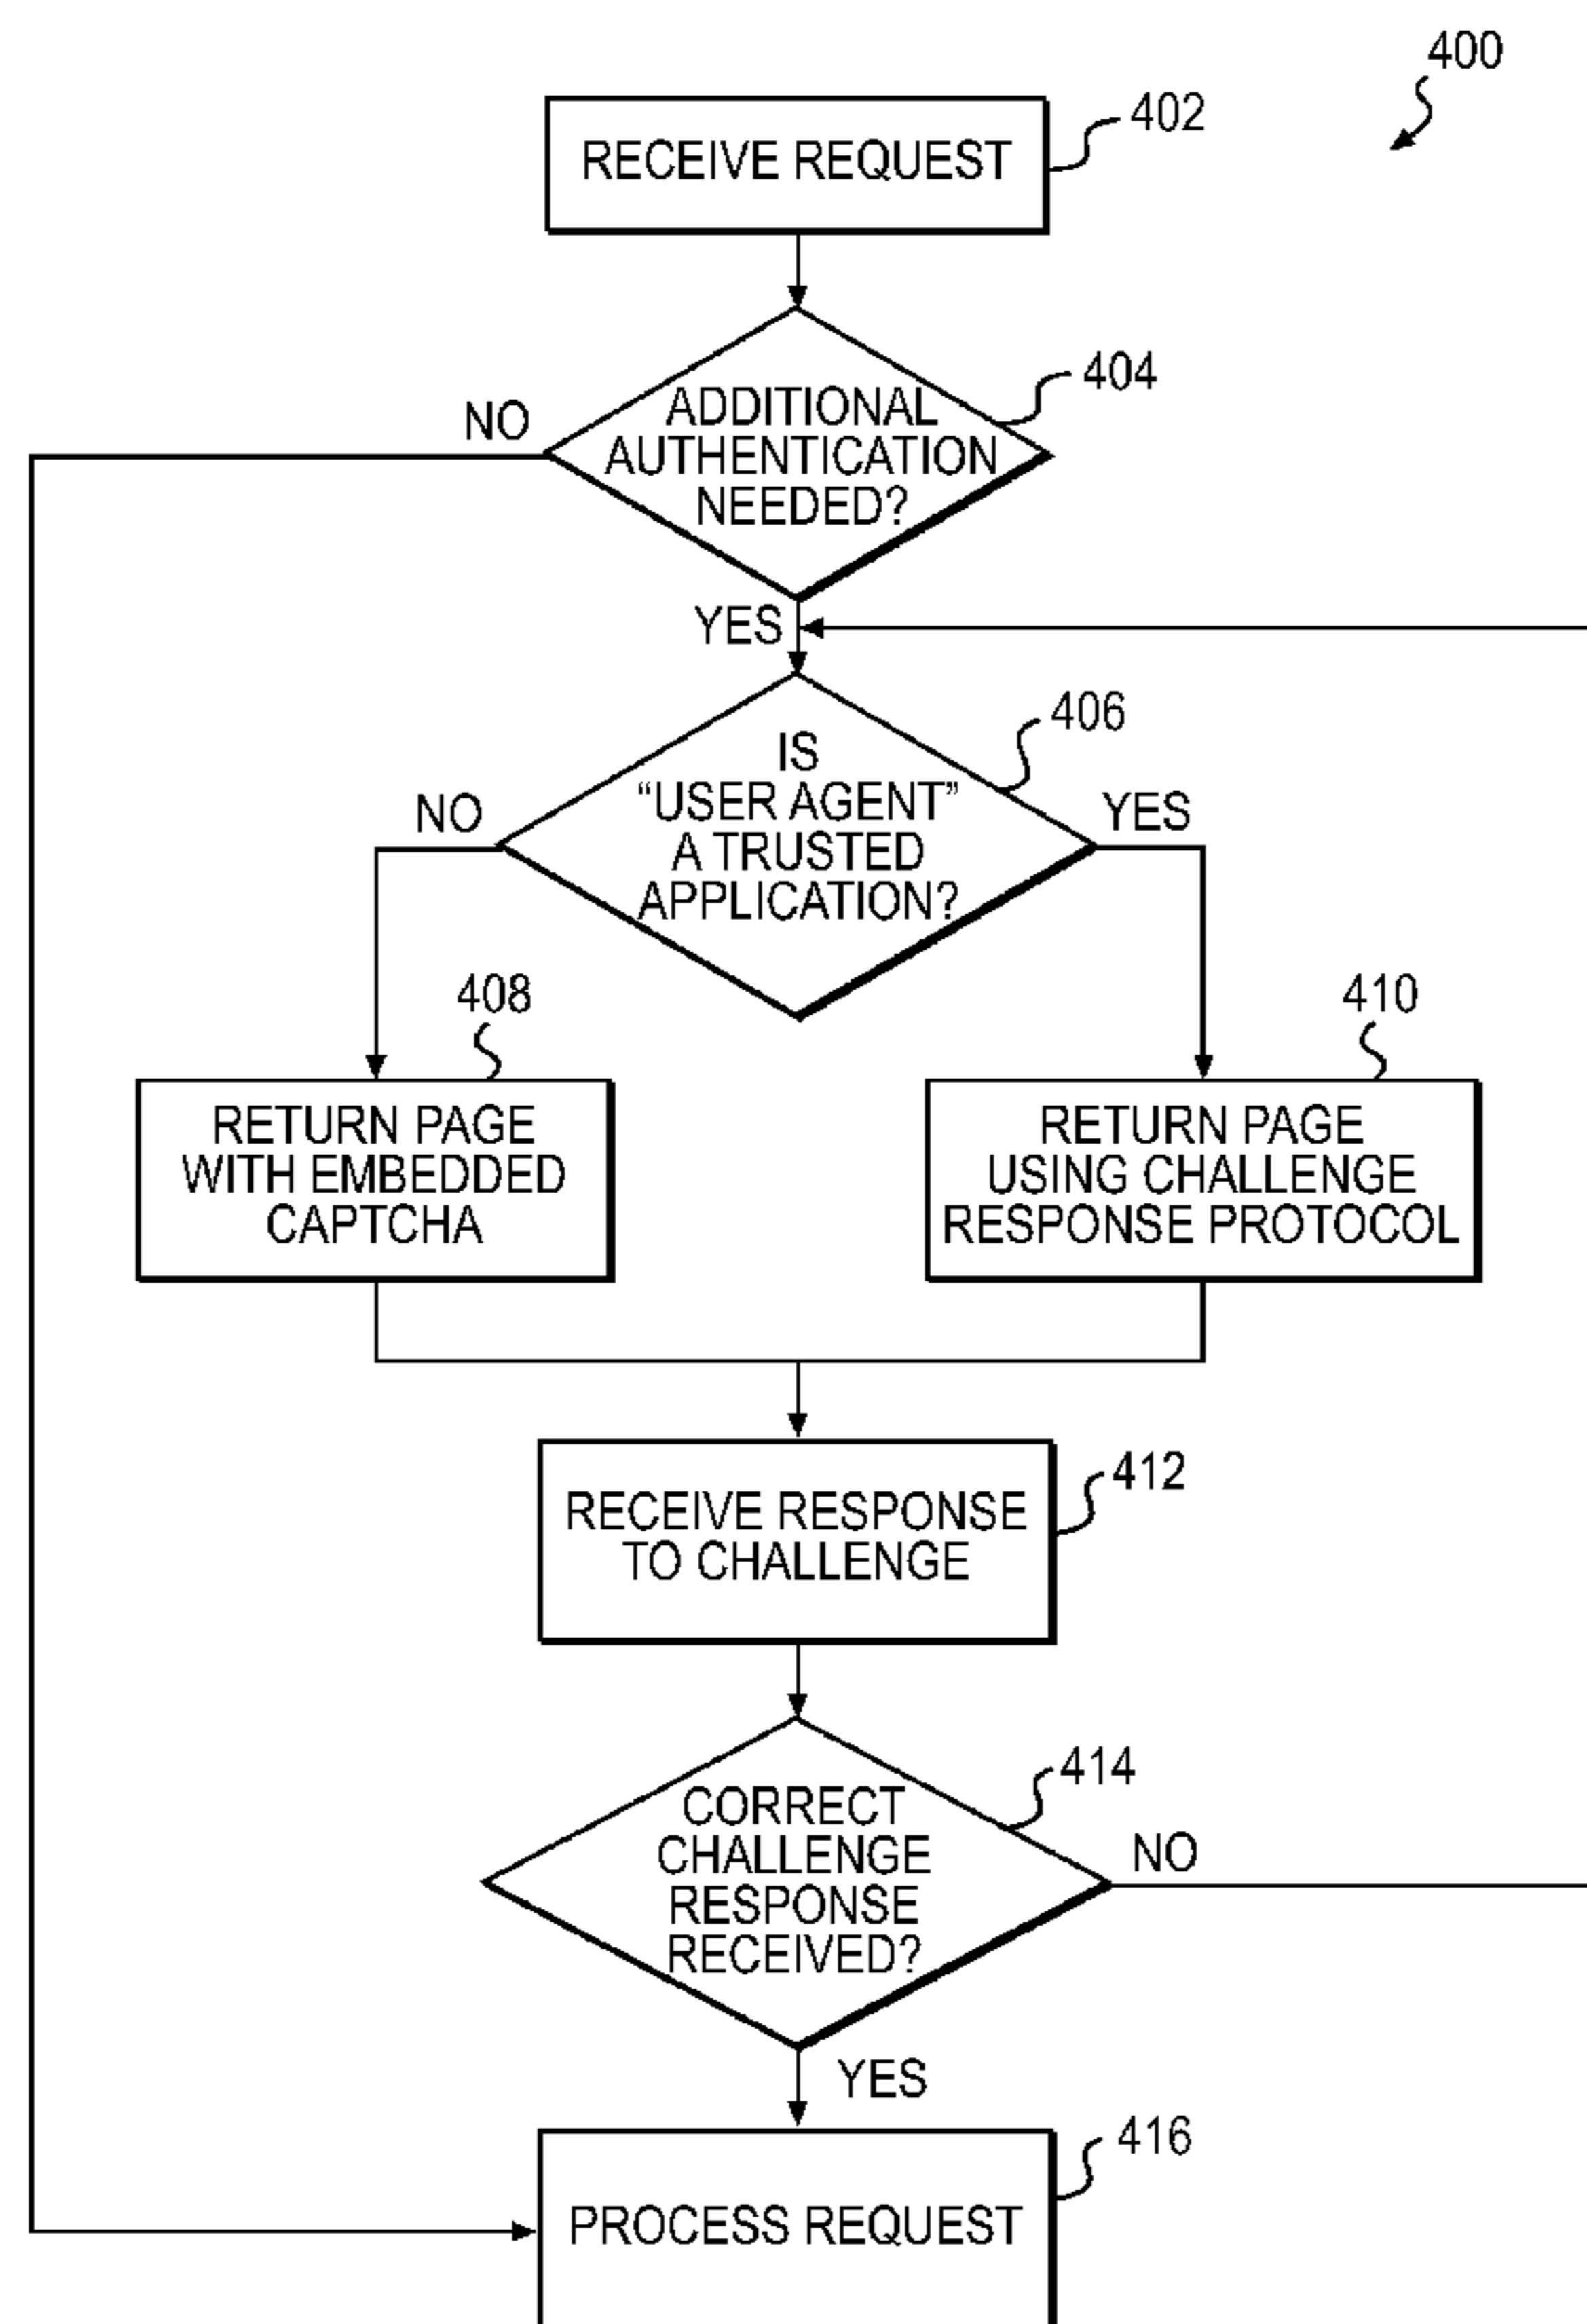 400
402
RECEIVE REQUEST
404
NO
ADDITIONAL
AUTHENTICATION
NEEDED?
YES
406
IS
“USER AGENT”
A TRUSTED
APPLICATION?
NO
YES
408
410
RETURN PAGE
WITH EMBEDDED
CAPTCHA
RETURN PAGE
USING CHALLENGE
RESPONSE PROTOCOL
412
RECEIVE RESPONSE
TO CHALLENGE
414
CORRECT
CHALLENGE
RESPONSE
RECEIVED?
NO
YES
416
PROCESS REQUEST